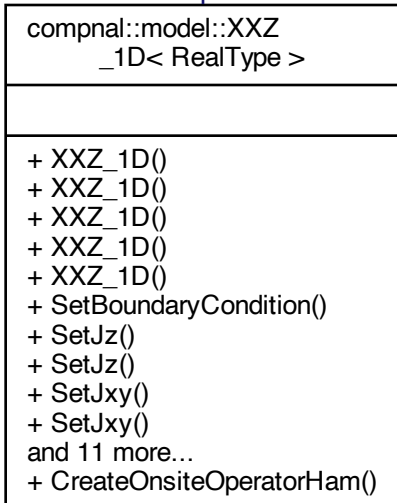 compnal::model::XXZ
_1D< RealType >
+ XXZ_1D()
+ XXZ_1D()
+ XXZ_1D()
+ XXZ_1D()
+ XXZ_1D()
+ SetBoundaryCondition()
+ SetJz()
+ SetJz()
+ SetJxy()
+ SetJxy()
and 11 more...
+ CreateOnsiteOperatorHam()